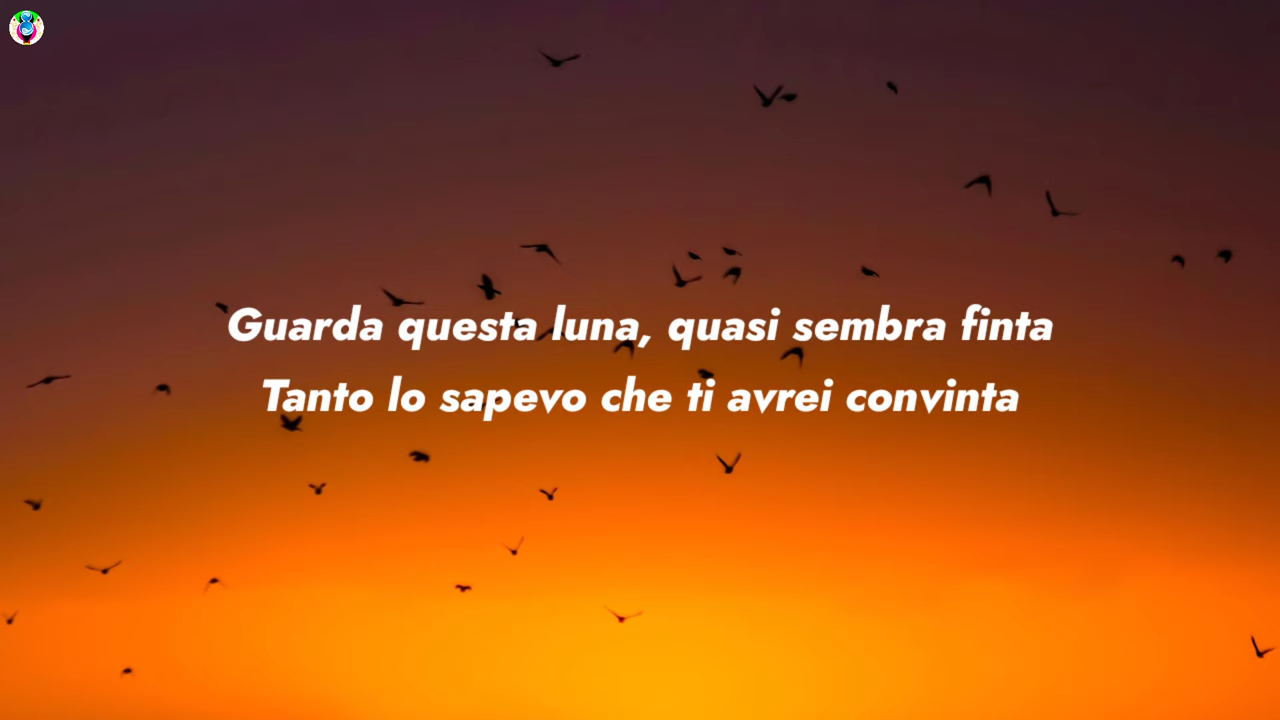 Guarda questa luna, quasi sembra finta
Tanto lo sapevo che ti avrei convinta